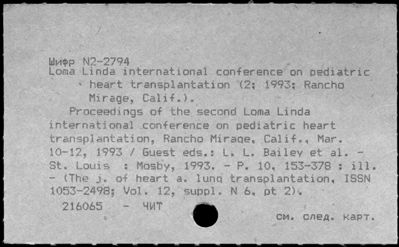 Шифр N2-2794
Loma Linda international conference on pediatric
heart transplantation (2; 1993; Rancho
Mirage, Calif.).
Proceedings of the second Loma Linda
international conference on pediatric heart
transplantation, Rancho Mirage, Calif., Mar.
10-12, 1993 / Guest eds.: L. L. Bailey et al. -
St. Louis : Mosby, 1993. - P. 10, 153-378 : ill.
- (The j. of heart a. lung transplantation, ISSN
1053-2498; Vol. 12, suppl. N 6, pt 2).
216065 - ЧИТ
см. след. карт.